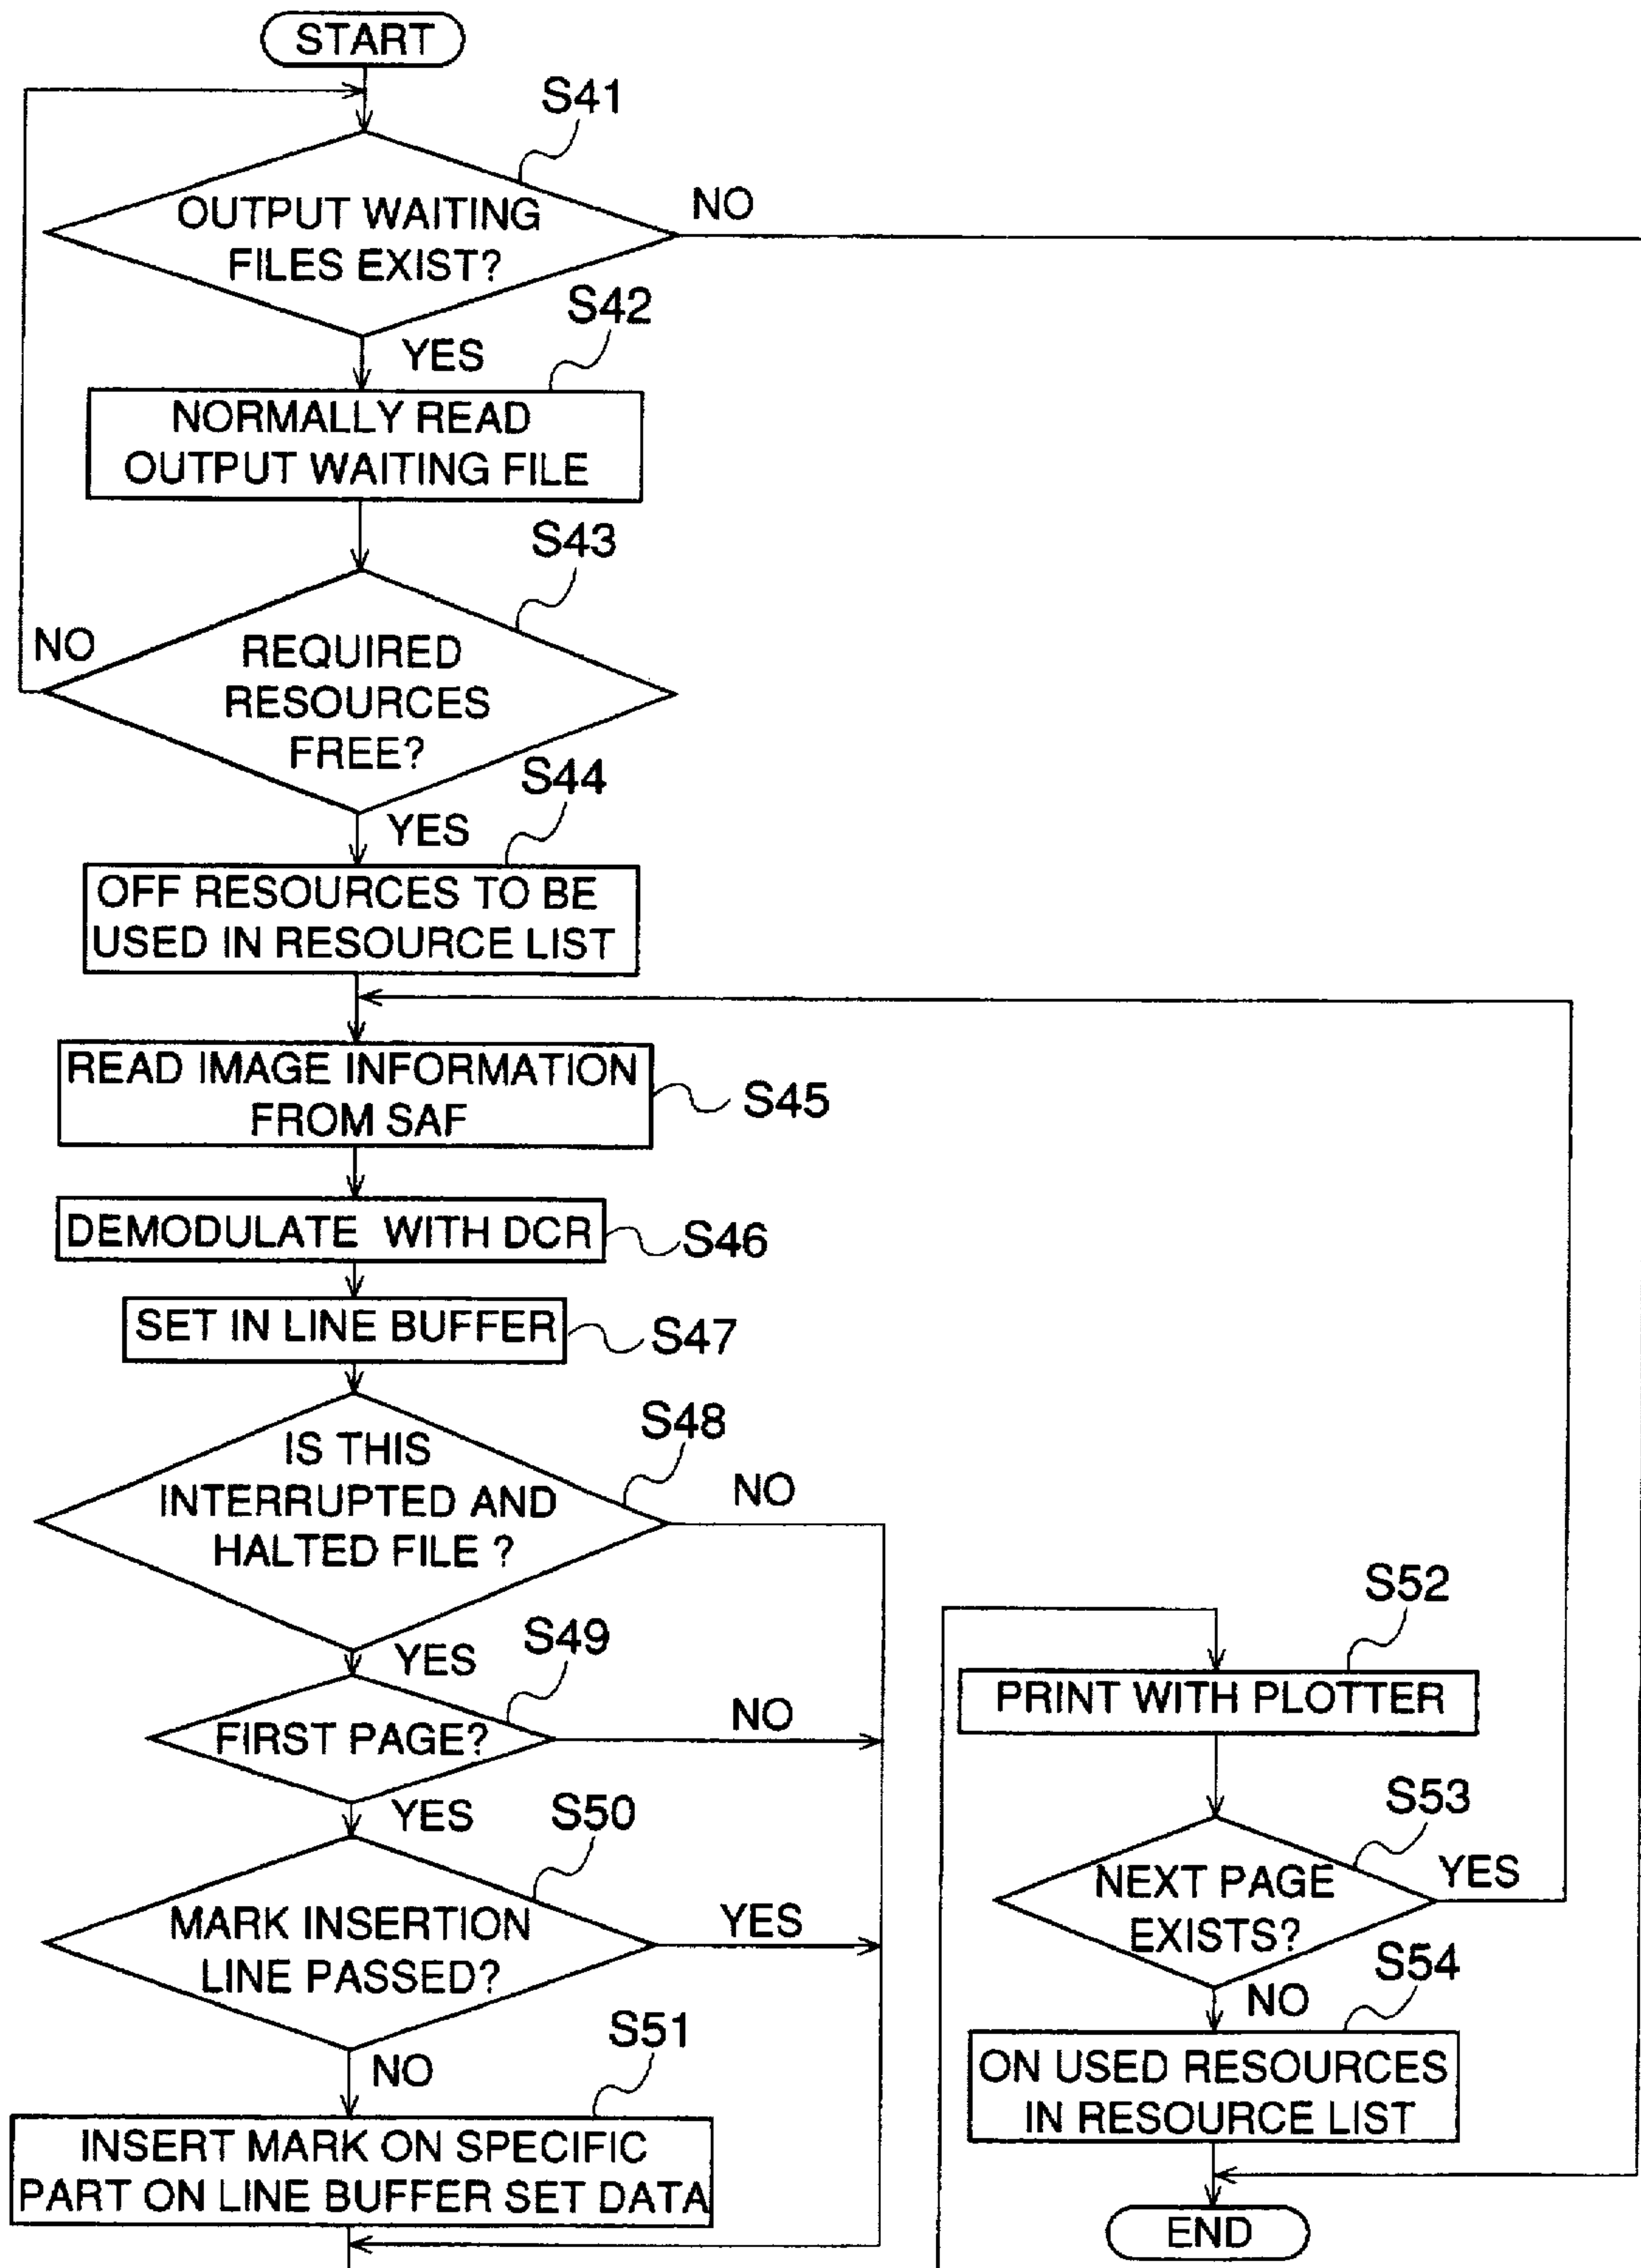 START
S41
OUTPUT WAITING
FILES EXIST?
NO
YES
S42
NORMALLY READ
OUTPUT WAITING FILE
S43
REQUIRED
RESOURCES
FREE?
NO
YES
S44
OFF RESOURCES TO BE
USED IN RESOURCE LIST
READ IMAGE INFORMATION
FROM SAF
S45
DEMODULATE WITH DCR
S46
SET IN LINE BUFFER
S47
IS THIS
INTERRUPTED AND
HALTED FILE ?
S48
NO
YES
S49
FIRST PAGE?
NO
YES
S50
MARK INSERTION
LINE PASSED?
YES
NO
S51
INSERT MARK ON SPECIFIC
PART ON LINE BUFFER SET DATA
S52
PRINT WITH PLOTTER
S53
NEXT PAGE
EXISTS?
YES
NO
S54
ON USED RESOURCES
IN RESOURCE LIST
END